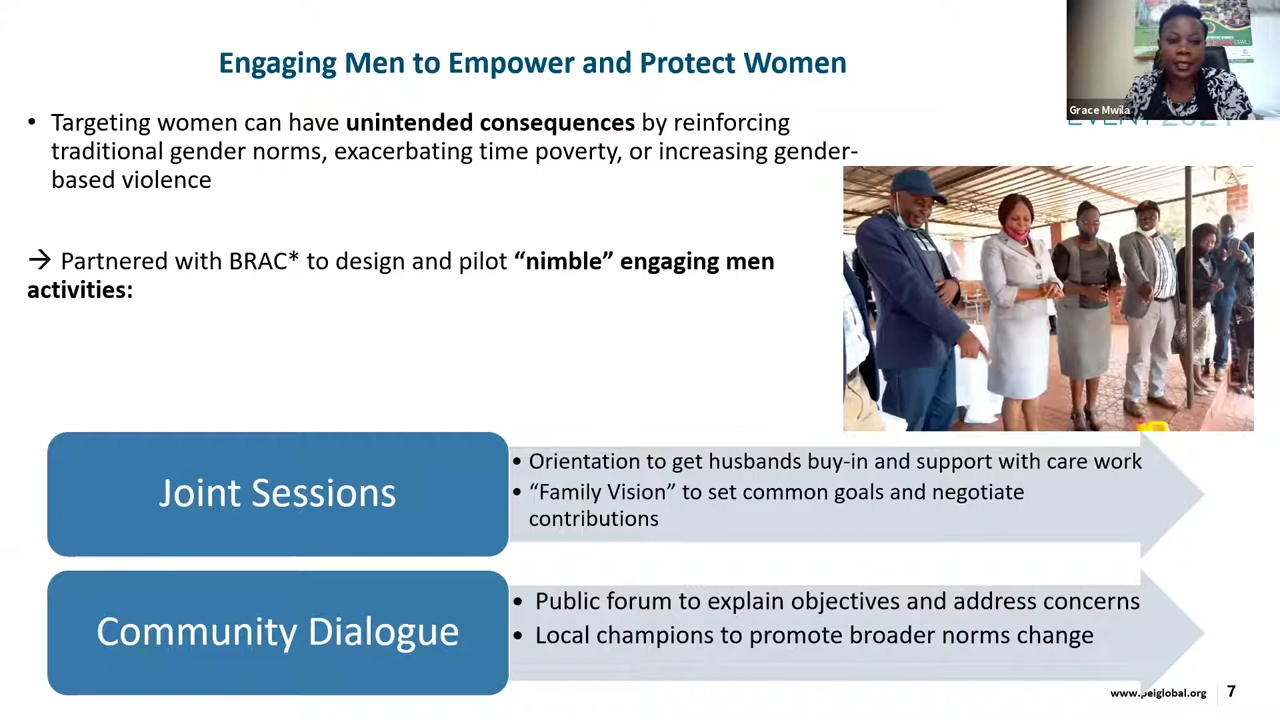 Engaging Men to Empower and Protect Women
Grace Mwila
• Targeting women can have unintended consequences by reinforcing
traditional gender norms, exacerbating time poverty, or increasing gender-
based violence
→ Partnered with BRAC* to design and pilot “nimble” engaging men
activities:
Joint Sessions
• Orientation to get husbands buy-in and support with care work
• “Family Vision” to set common goals and negotiate
contributions
Community Dialogue
• Public forum to explain objectives and address concerns
• Local champions to promote broader norms change
www.peiglobal.org 7